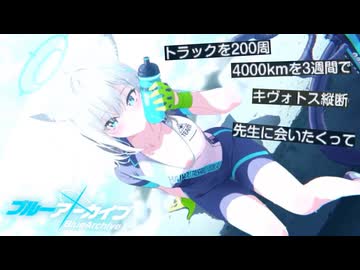 トラックを200周
4000kmを3週間で
キヴォトス縦断
先生に会いたくって
ブルーアーカイブ
BlueArchive